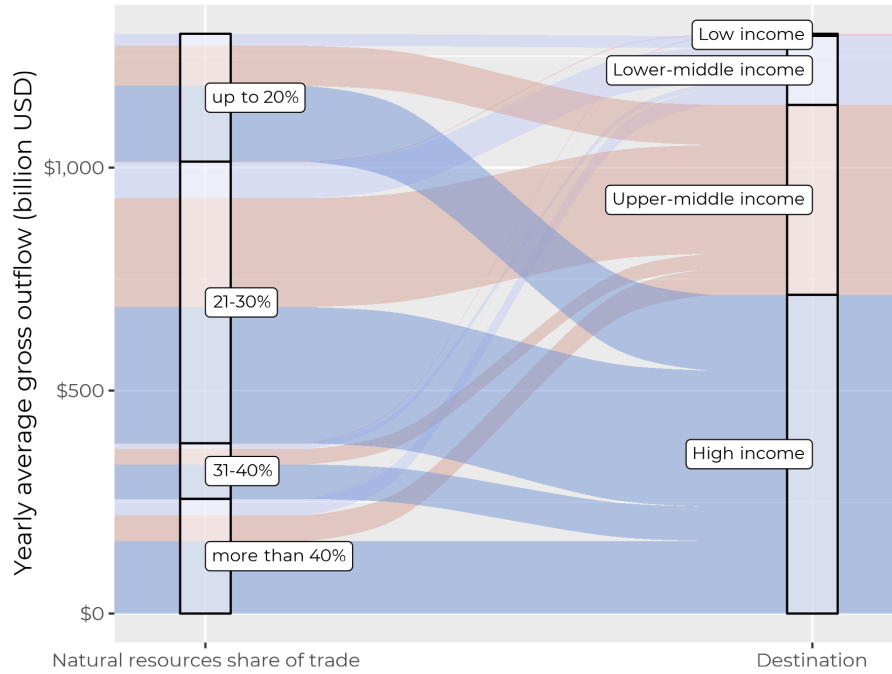 Yearly average gross outflow (billion USD)
$1,000
$500
$0
up to 20%
21-30%
31-40%
more than 40%
Low income
Lower-middle income
Upper-middle income
High income
Natural resources share of trade
Destination